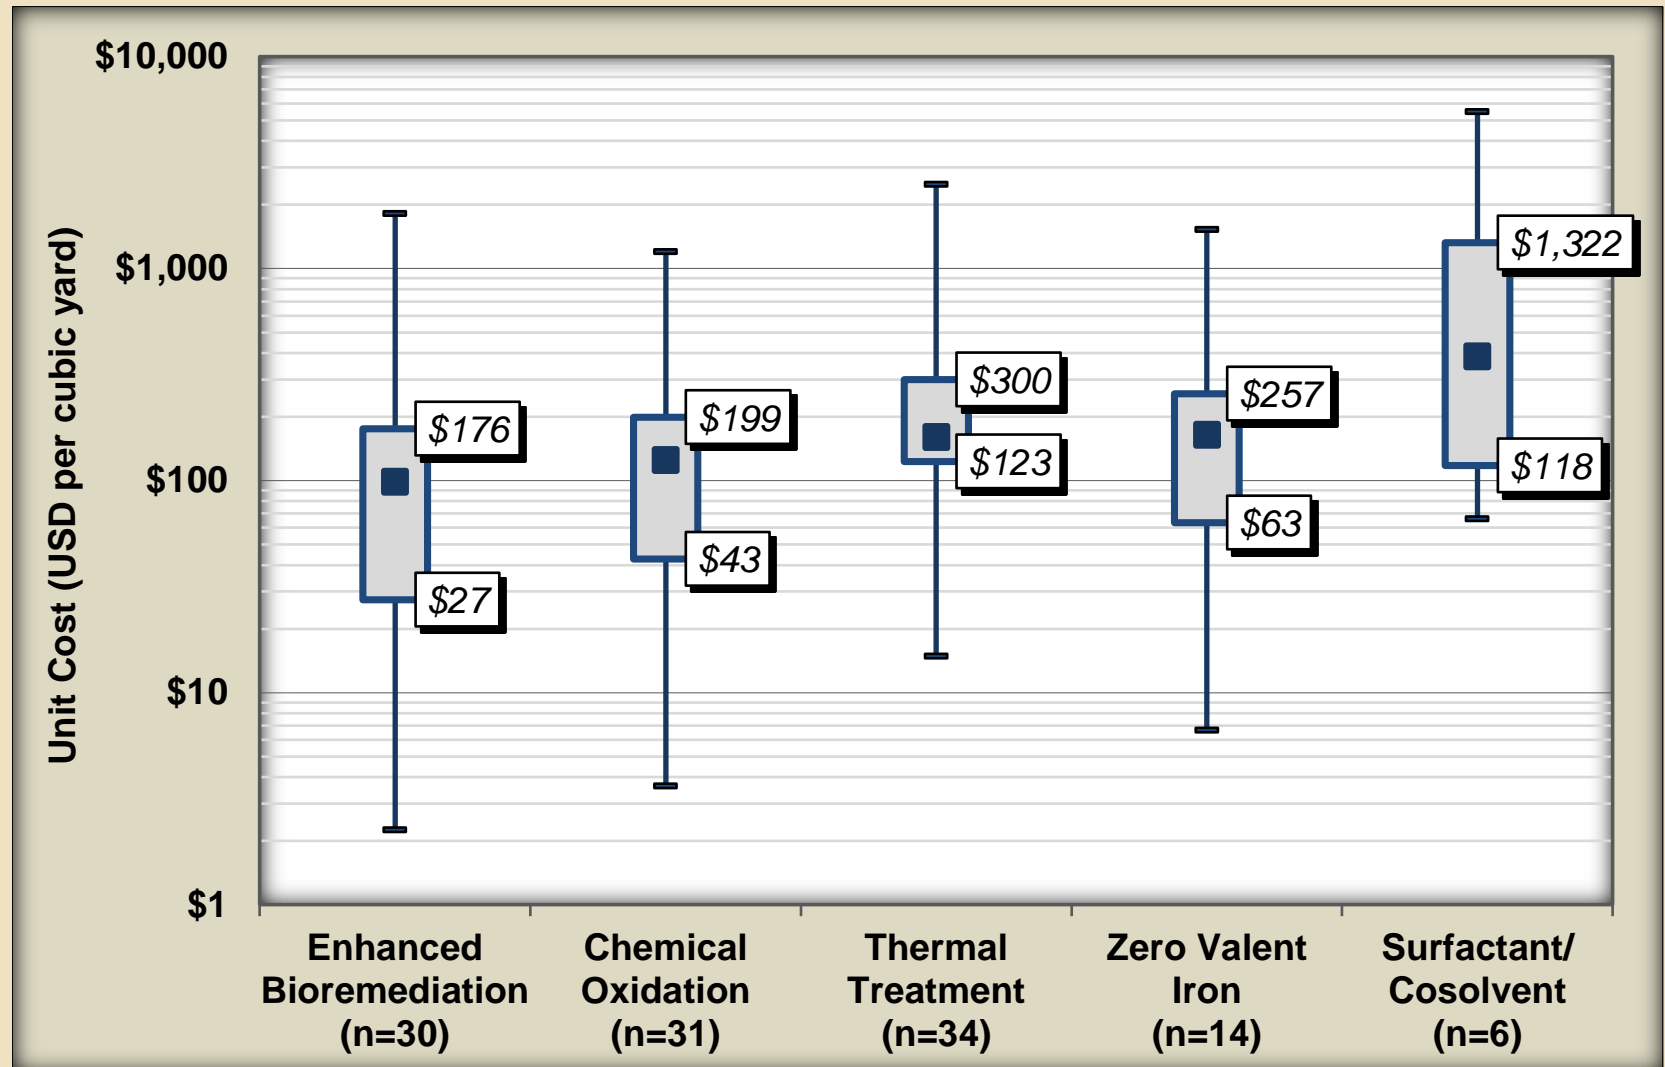 $10,000
$1,000
$100
$10
$1
Unit Cost (USD per cubic yard)
$176
$27
$199
$43
$300
$123
$257
$63
$1,322
$118
Enhanced
Bioremediation
(n=30)
Chemical
Oxidation
(n=31)
Thermal
Treatment
(n=34)
Zero Valent
Iron
(n=14)
Surfactant/
Cosolvent
(n=6)